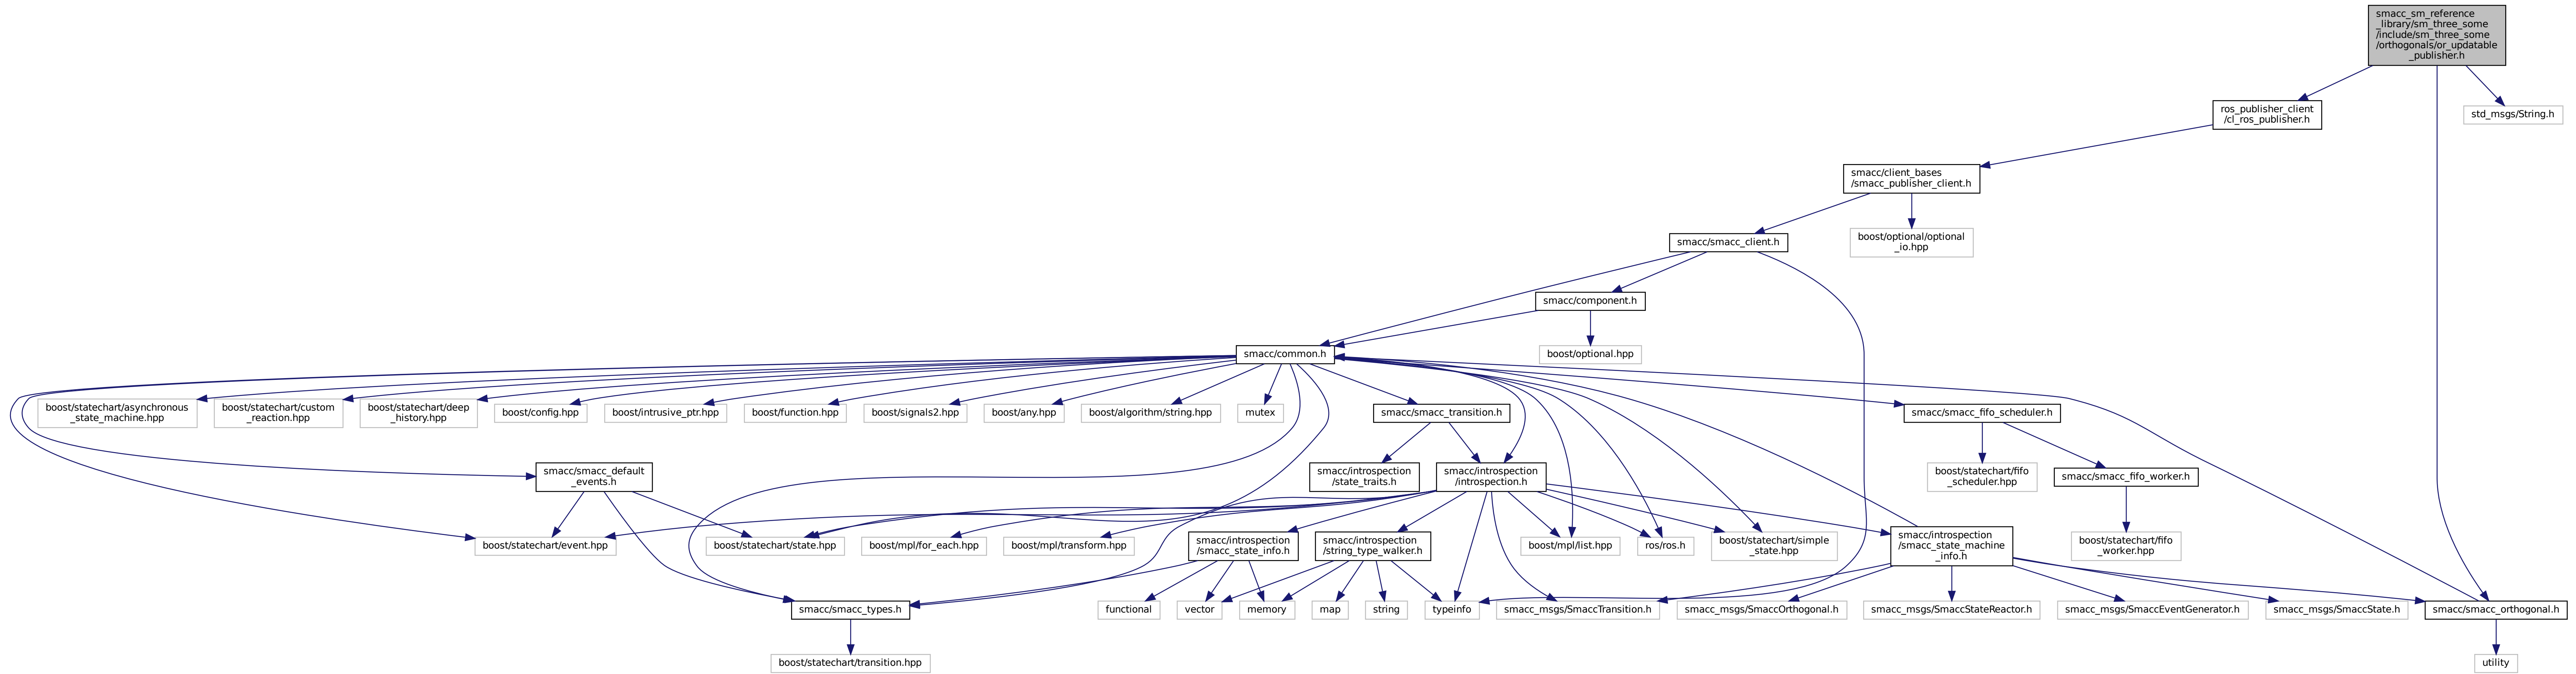 smacc_sm_reference
_library/sm_three_some
/include/sm_three_some
/orthogonals/or_updatable
_publisher.h
ros_publisher_client
/cl_ros_publisher.h
std_msgs/String.h
smacc/client_bases
/smacc_publisher_client.h
smacc/smacc_client.h
boost/optional/optional
_io.hpp
smacc/component.h
smacc/common.h
boost/optional.hpp
boost/statechart/asynchronous
_state_machine.hpp
boost/statechart/custom
_reaction.hpp
boost/statechart/deep
_history.hpp
boost/config.hpp
boost/intrusive_ptr.hpp
boost/function.hpp
boost/signals2.hpp
boost/any.hpp
boost/algorithm/string.hpp
mutex
smacc/smacc_transition.h
smacc/smacc_fifo_scheduler.h
smacc/smacc_default
_events.h
smacc/introspection
/state_traits.h
smacc/introspection
/introspection.h
boost/statechart/fifo
_scheduler.hpp
smacc/smacc_fifo_worker.h
boost/statechart/event.hpp
boost/statechart/state.hpp
boost/mpl/for_each.hpp
boost/mpl/transform.hpp
smacc/introspection
/smacc_state_info.h
smacc/introspection
/string_type_walker.h
boost/mpl/list.hpp
ros/ros.h
boost/statechart/simple
_state.hpp
smacc/introspection
/smacc_state_machine
_info.h
boost/statechart/fifo
_worker.hpp
smacc/smacc_types.h
functional
vector
memory
map
string
typeinfo
smacc_msgs/SmaccTransition.h
smacc_msgs/SmaccOrthogonal.h
smacc_msgs/SmaccStateReactor.h
smacc_msgs/SmaccEventGenerator.h
smacc_msgs/SmaccState.h
smacc/smacc_orthogonal.h
boost/statechart/transition.hpp
utility